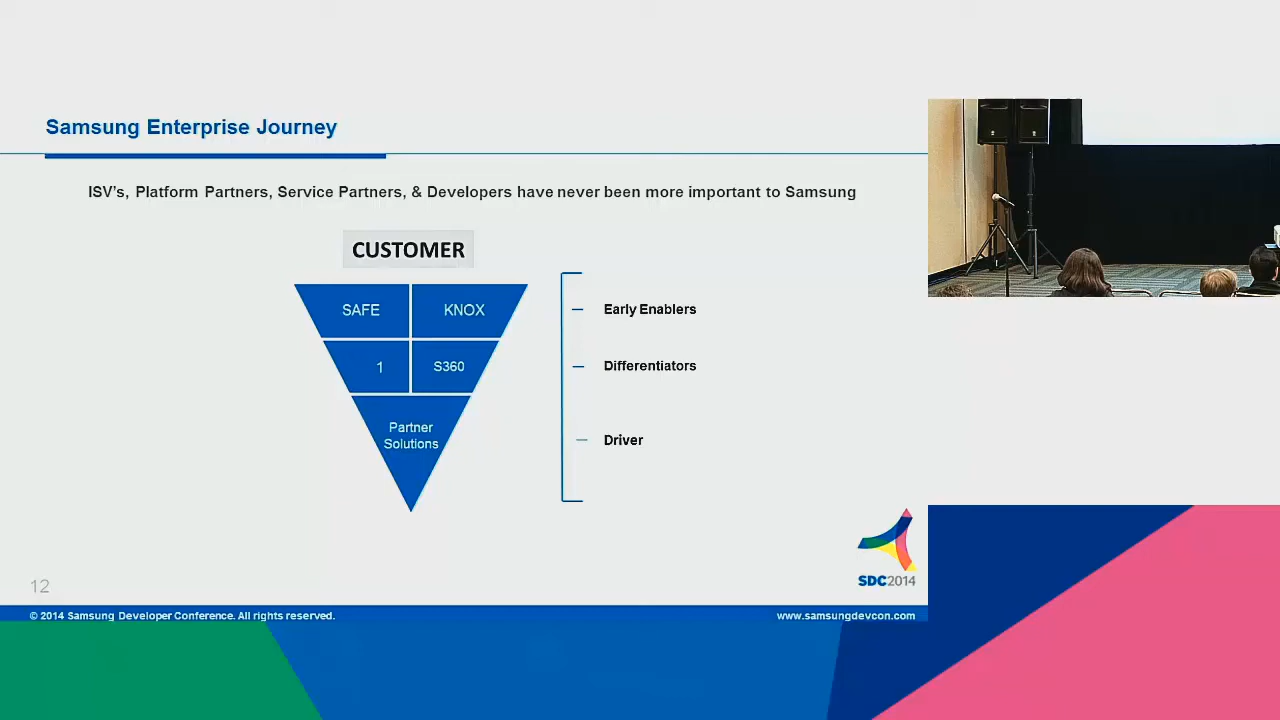 Samsung Enterprise Journey
ISV's, Platform Partners, Service Partners, & Developers have never been more important to Samsung
CUSTOMER
SAFE
KNOX
Early Enablers
1
S360
Differentiators
Partner
Solutions
Driver
SDC2014
12
© 2014 Samsung Developer Conference. All rights reserved.
www.samsungdevcon.com